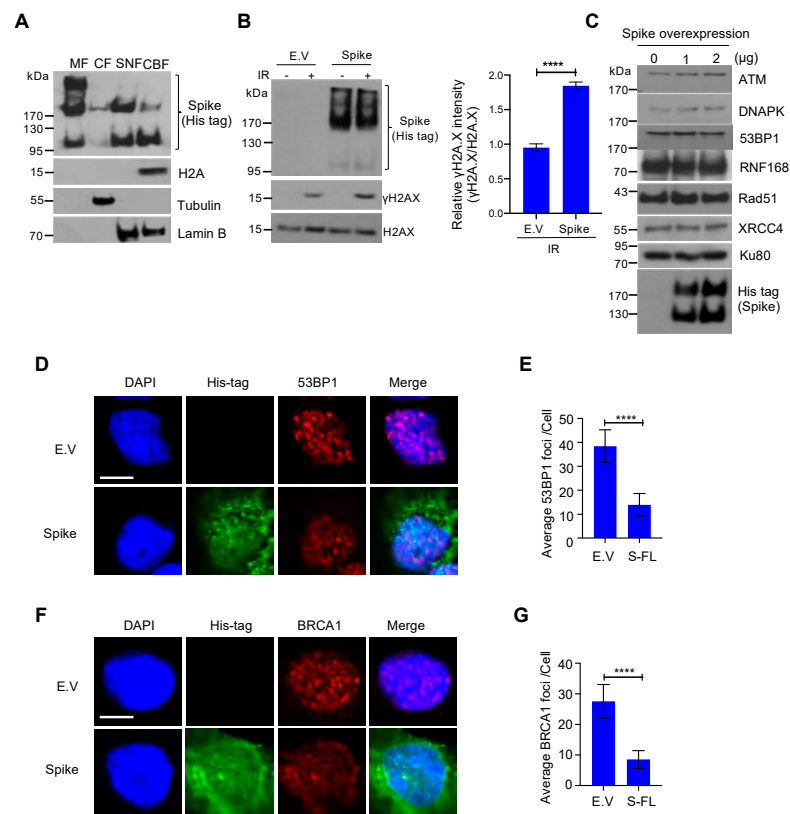 A
MF CF SNF CBF
kDa
170
130
95
Spike
(His tag)
15
H2A
55
Tubulin
70
Lamin B
B
E.V Spike
IR - + - +
kDa
170
130
95
Spike
(His tag)
15
γH2AX
15
H2AX
Relative γH2A.X intensity
(γH2A.X/H2A.X)
2.0
1.5
1.0
0.5
0.0
****
E.V Spike
IR
C
Spike overexpression
0 1 2 (μg)
kDa
170
ATM
170
DNAPK
170
53BP1
70
RNF168
43
Rad51
55
XRCC4
95
70
Ku80
170
130
His tag
(Spike)
D
DAPI His-tag 53BP1 Merge
E.V
Spike
E
Average 53BP1 foci /Cell
50
40
30
20
10
0
****
E.V S-FL
F
DAPI His-tag BRCA1 Merge
E.V
Spike
G
Average BRCA1 foci /Cell
40
30
20
10
0
****
E.V S-FL